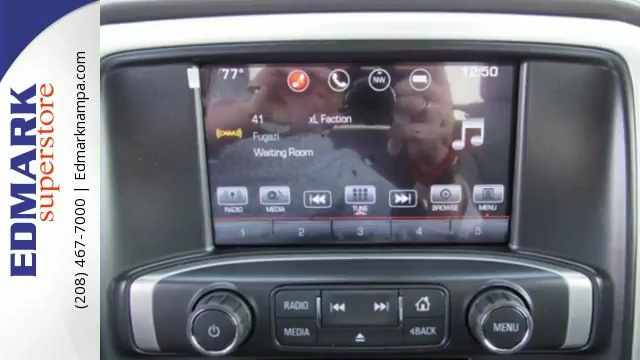 EDMARK
superstore
(208) 467-7000 | Edmarknampa.com
77°
NW
12:50
41
xL Faction
Fugazi
Waiting Room
RADIO
MEDIA
TUNE
BROWSE
MENU
1
2
3
4
5
RADIO
MEDIA
<BACK
MENU